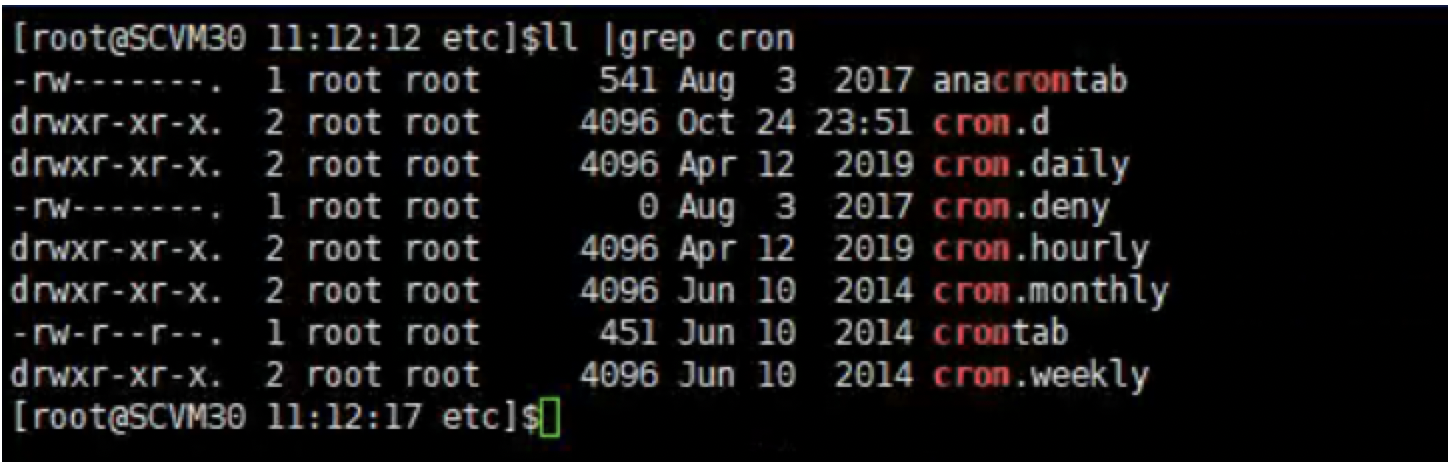 [root@SCVM30 11:12:12 etc]$ll |grep cron
-rw-------.  1 root root      541 Aug  3  2017 anacrontab
drwxr-xr-x.  2 root root     4096 Oct 24 23:51 cron.d
drwxr-xr-x.  2 root root     4096 Apr 12  2019 cron.daily
-rw-------.  1 root root        0 Aug  3  2017 cron.deny
drwxr-xr-x.  2 root root     4096 Apr 12  2019 cron.hourly
drwxr-xr-x.  2 root root     4096 Jun 10  2014 cron.monthly
-rw-r--r--.  1 root root      451 Jun 10  2014 crontab
drwxr-xr-x.  2 root root     4096 Jun 10  2014 cron.weekly
[root@SCVM30 11:12:17 etc]$